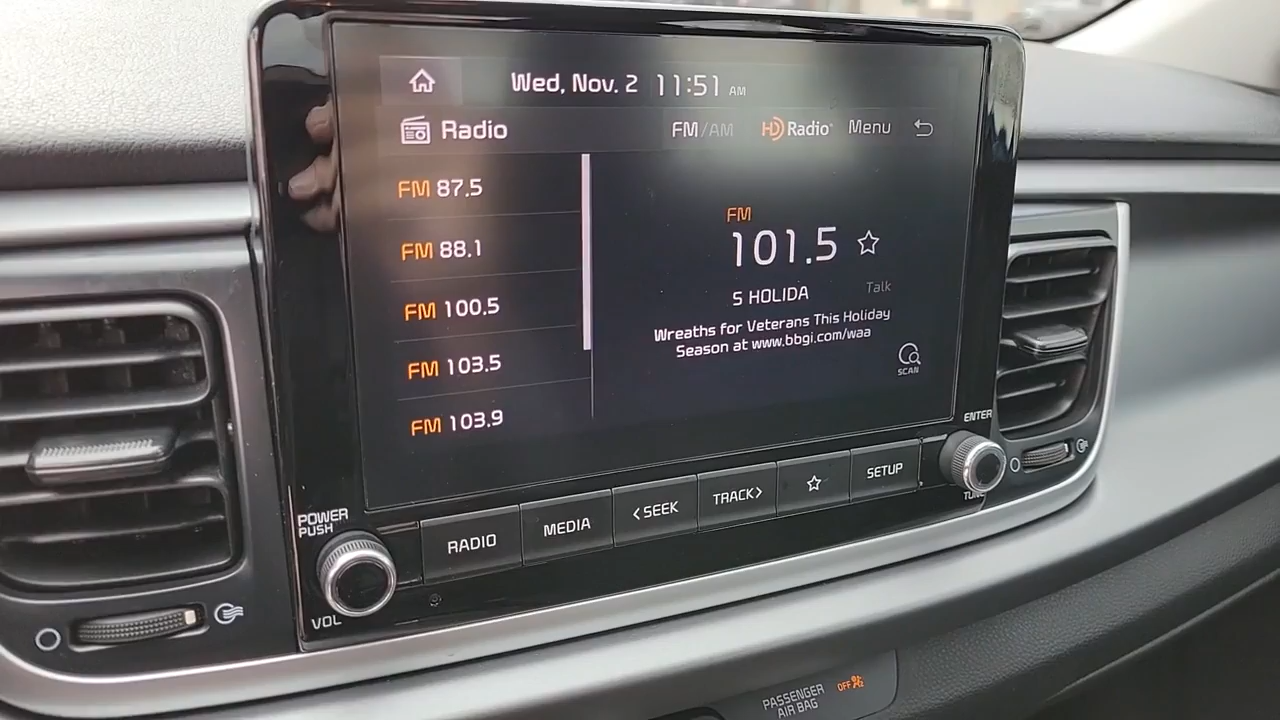 Wed, Nov. 2 11:51 AM
Radio FM/AM HD Radio Menu
FM 87.5
FM 88.1
FM 100.5
FM 103.5
FM 103.9
FM
101.5
S HOLIDA Talk
Wreaths for Veterans This Holiday
Season at www.bbgi.com/waa
SCAN
ENTER
TUNE
POWER
PUSH
VOL
RADIO MEDIA <SEEK TRACK> SETUP
PASSENGER
AIR BAG
OFF